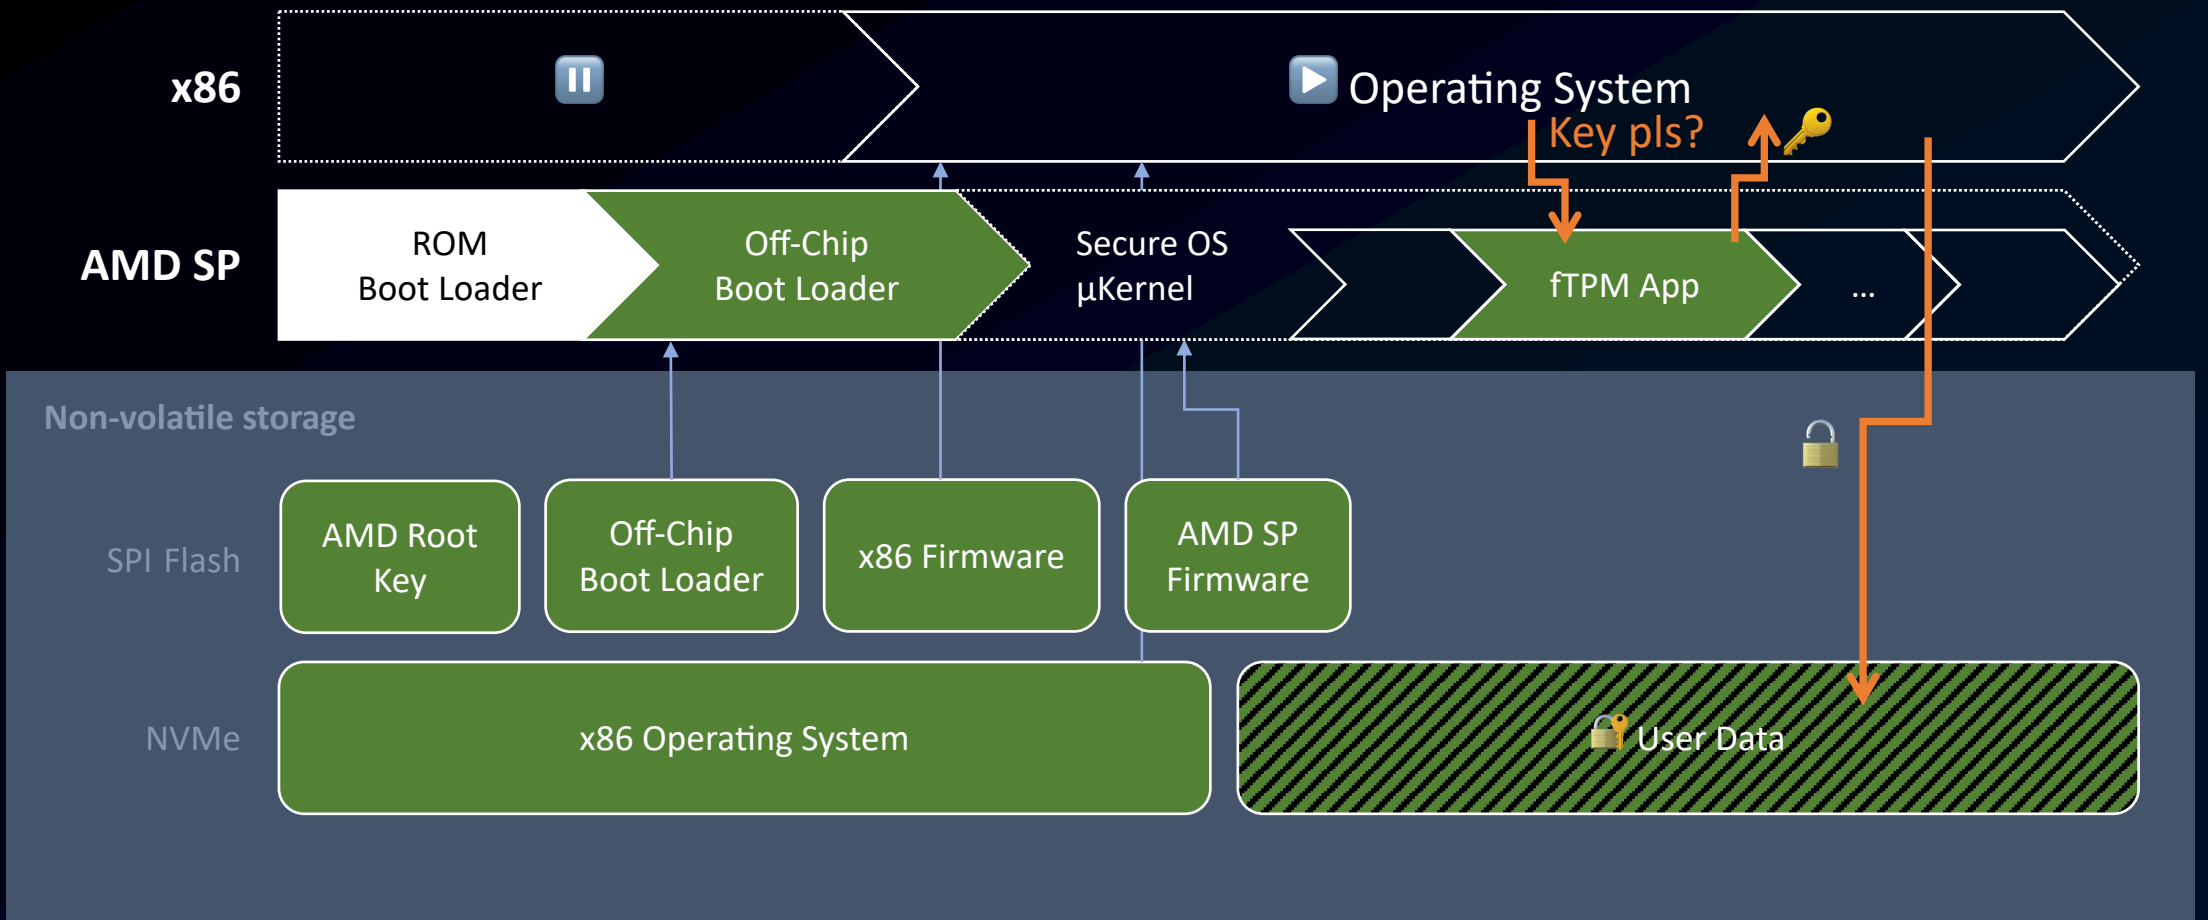 x86
Operating System
Key pls?
AMD SP
ROM
Boot Loader
Off-Chip
Boot Loader
Secure OS
µKernel
fTPM App
...
Non-volatile storage
SPI Flash
AMD Root
Key
Off-Chip
Boot Loader
x86 Firmware
AMD SP
Firmware
NVMe
x86 Operating System
User Data